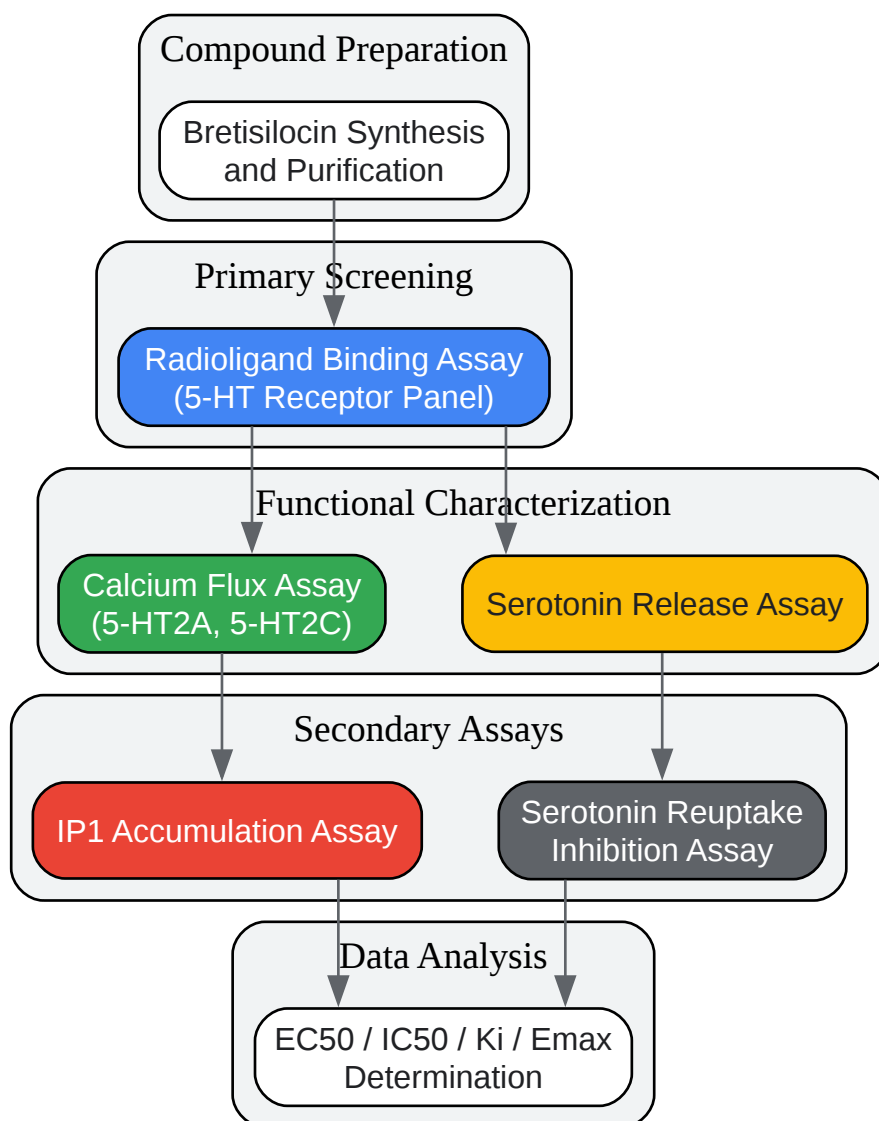 Compound Preparation
Bretisilocin Synthesis
and Purification
Primary Screening
Radioligand Binding Assay
(5-HT Receptor Panel)
Functional Characterization
Calcium Flux Assay
(5-HT2A, 5-HT2C)
Serotonin Release Assay
Secondary Assays
IP1 Accumulation Assay
Serotonin Reuptake
Inhibition Assay
Data Analysis
EC50 / IC50 / Ki / Emax
Determination